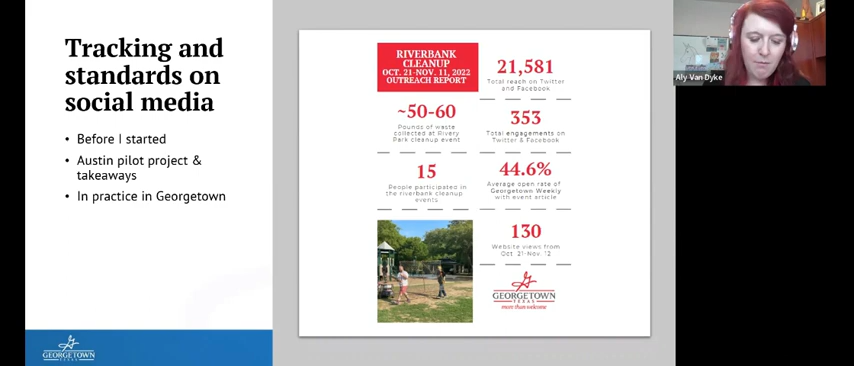 Tracking and
standards on
social media
• Before I started
• Austin pilot project &
takeaways
• In practice in Georgetown
GEORGETOWN
TEXAS
RIVERBANK
CLEANUP
OCT. 21-NOV. 11, 2022
OUTREACH REPORT
~50-60
Pounds of waste
collected at Rivery
Park cleanup event
15
People participated in
the riverbank cleanup
events
21,581
Total reach on Twitter
and Facebook
353
Total engagements on
Twitter & Facebook
44.6%
Average open rate of
Georgetown Weekly
with event article
130
Website views from
Oct. 21-Nov. 12
GEORGETOWN
TEXAS
more than welcome
Aly Van Dyke